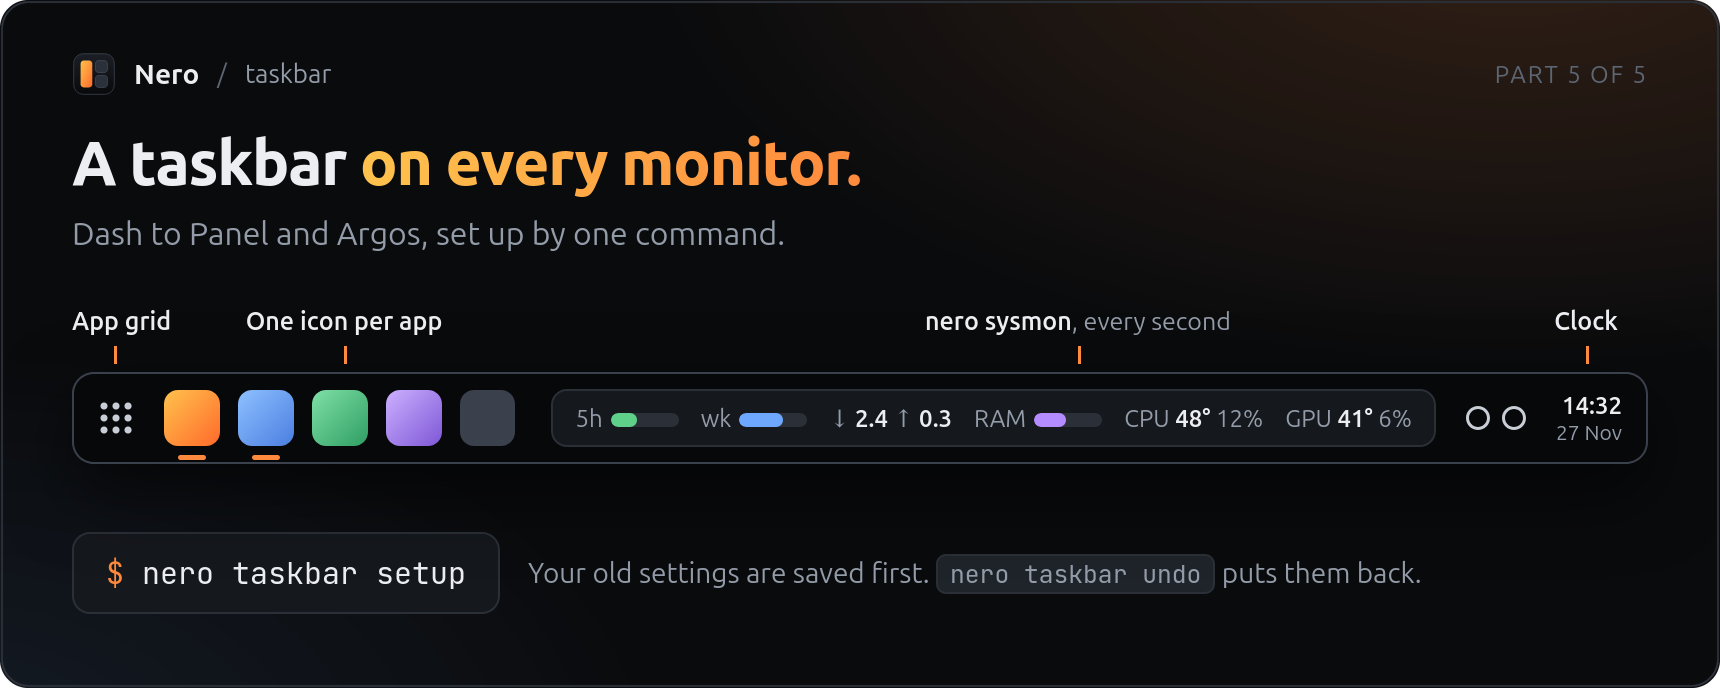 Nero / taskbar
PART 5 OF 5
A taskbar on every monitor.
Dash to Panel and Argos, set up by one command.
App grid
One icon per app
nero sysmon, every second
Clock
5h wk ↓ 2.4 ↑ 0.3 RAM CPU 48° 12% GPU 41° 6%
14:32
27 Nov
$ nero taskbar setup
Your old settings are saved first. nero taskbar undo puts them back.